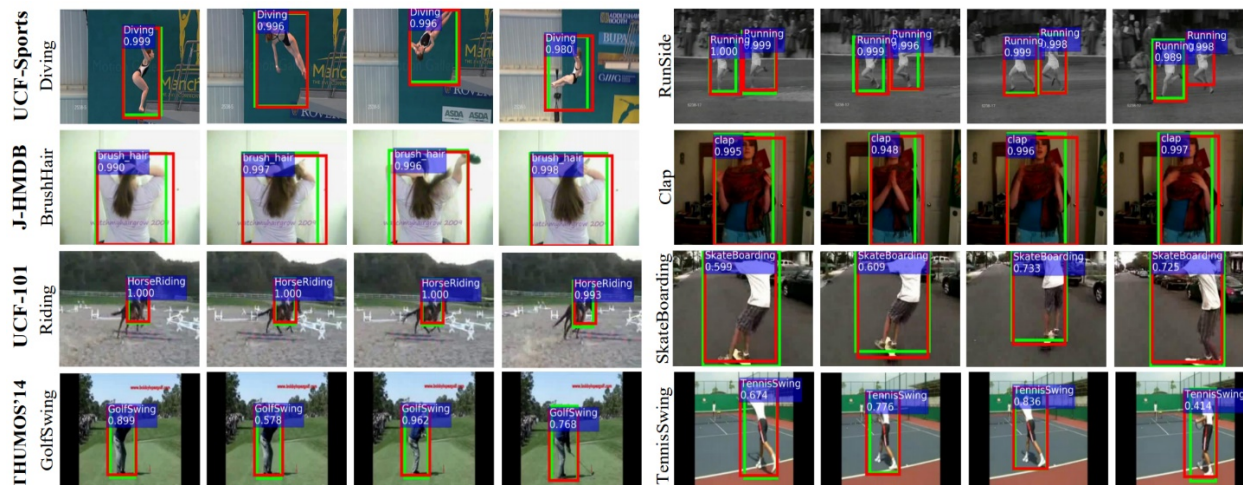 UCF-Sports
Diving
Diving
0.999
Diving
0.996
Diving
0.996
Diving
0.980
BUPA
ASDA
ASDA
RunSide
Running
1.000
Running
0.999
Running
0.999
Running
0.996
Running
0.999
Running
0.998
Running
0.989
Running
0.998
J-HMDB
BrushHair
brush_hair
0.990
brush_hair
0.997
brush_hair
0.996
brush_hair
0.998
Clap
clap
0.995
clap
0.948
clap
0.996
clap
0.997
UCF-101
Riding
HorseRiding
1.000
HorseRiding
1.000
HorseRiding
1.000
HorseRiding
0.993
SkateBoarding
SkateBoarding
0.599
SkateBoarding
0.609
SkateBoarding
0.733
SkateBoarding
0.725
THUMOS'14
GolfSwing
GolfSwing
0.899
GolfSwing
0.578
GolfSwing
0.962
GolfSwing
0.768
TennisSwing
TennisSwing
0.674
TennisSwing
0.776
TennisSwing
0.836
TennisSwing
0.414